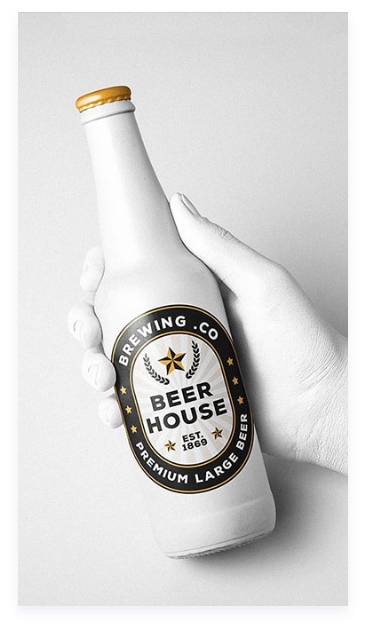 BREWING .CO
BEER
HOUSE
EST.
1869
PREMIUM LARGE BEER